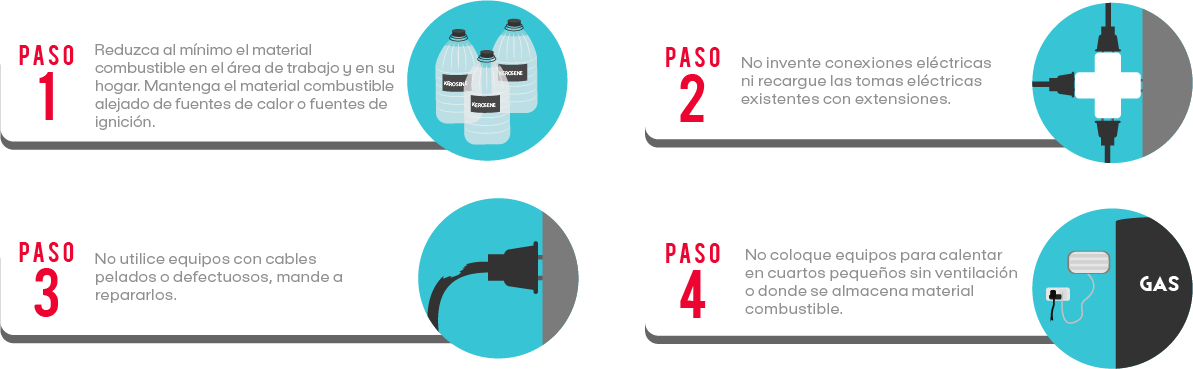 PASO
1
Reduzca al mínimo el material
combustible en el área de trabajo y en su
hogar. Mantenga el material combustible
alejado de fuentes de calor o fuentes de
ignición.
KEROSENE
KEROSENE
KEROSENE
PASO
2
No invente conexiones eléctricas
ni recargue las tomas eléctricas
existentes con extensiones.
PASO
3
No utilice equipos con cables
pelados o defectuosos, mande a
repararlos.
PASO
4
No coloque equipos para calentar
en cuartos pequeños sin ventilación
o donde se almacena material
combustible.
GAS